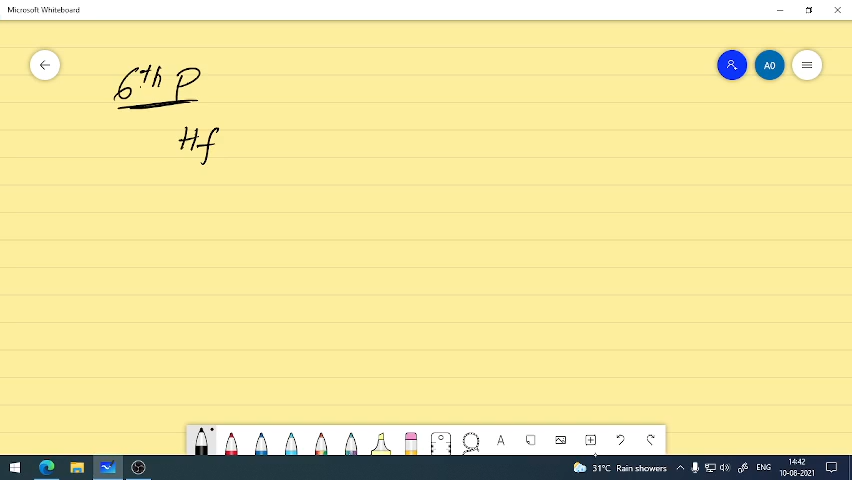 Microsoft Whiteboard
A0
6th P
Hf
A
31°C Rain showers
ENG
14:42
10-08-2021